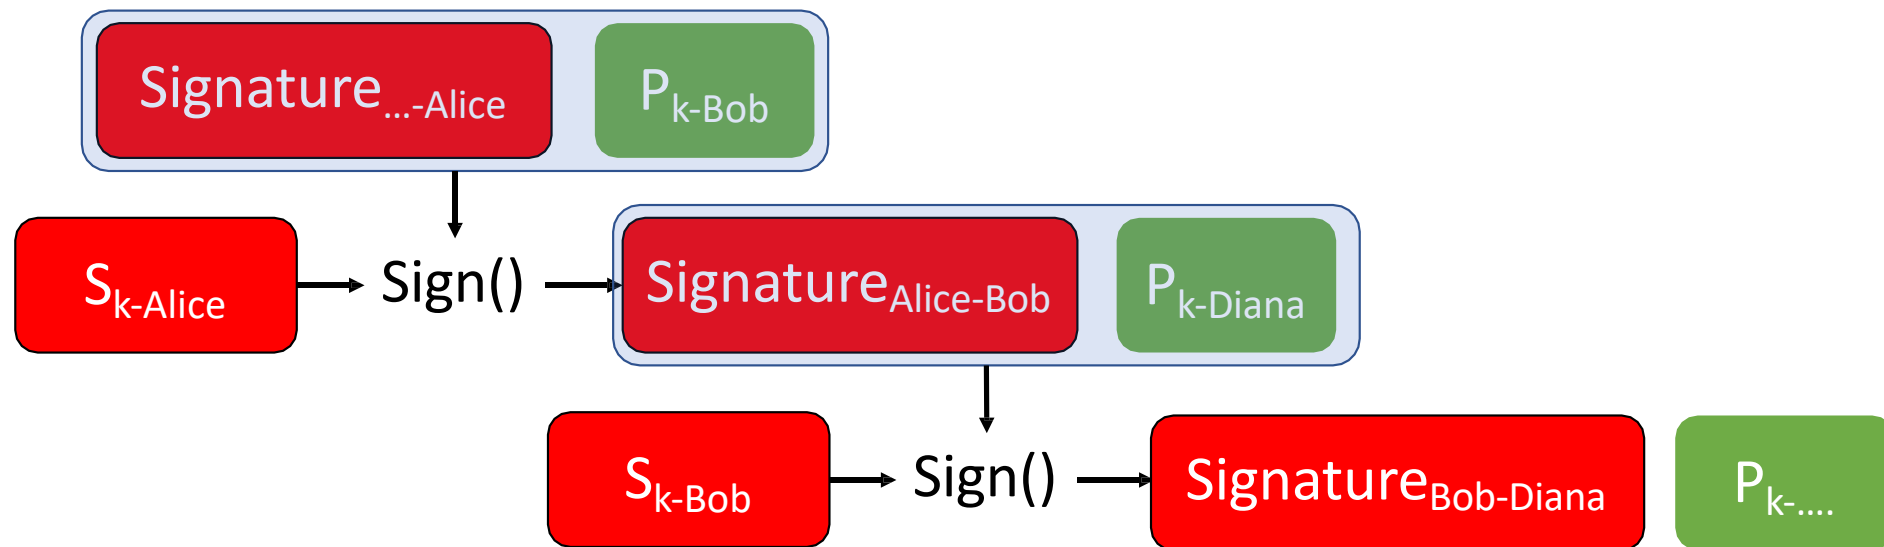 Signature...-Alice
Pk-Bob
Sk-Alice
Sign()
SignatureAlice-Bob
Pk-Diana
Sk-Bob
Sign()
SignatureBob-Diana
Pk-....